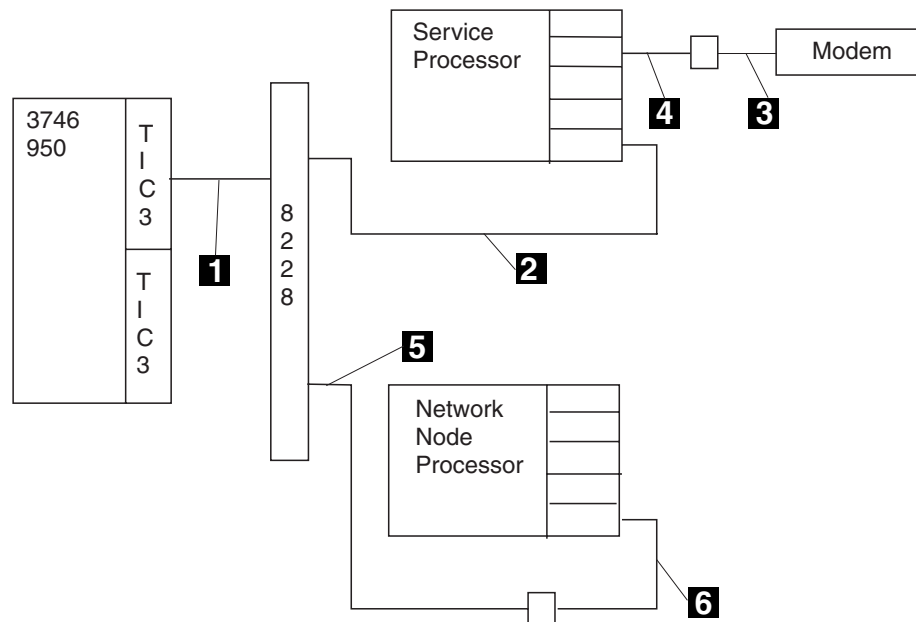 3746
950
T
I
C
3
T
I
C
3
1
8
2
2
8
Service
Processor
4
3
Modem
2
5
Network
Node
Processor
6